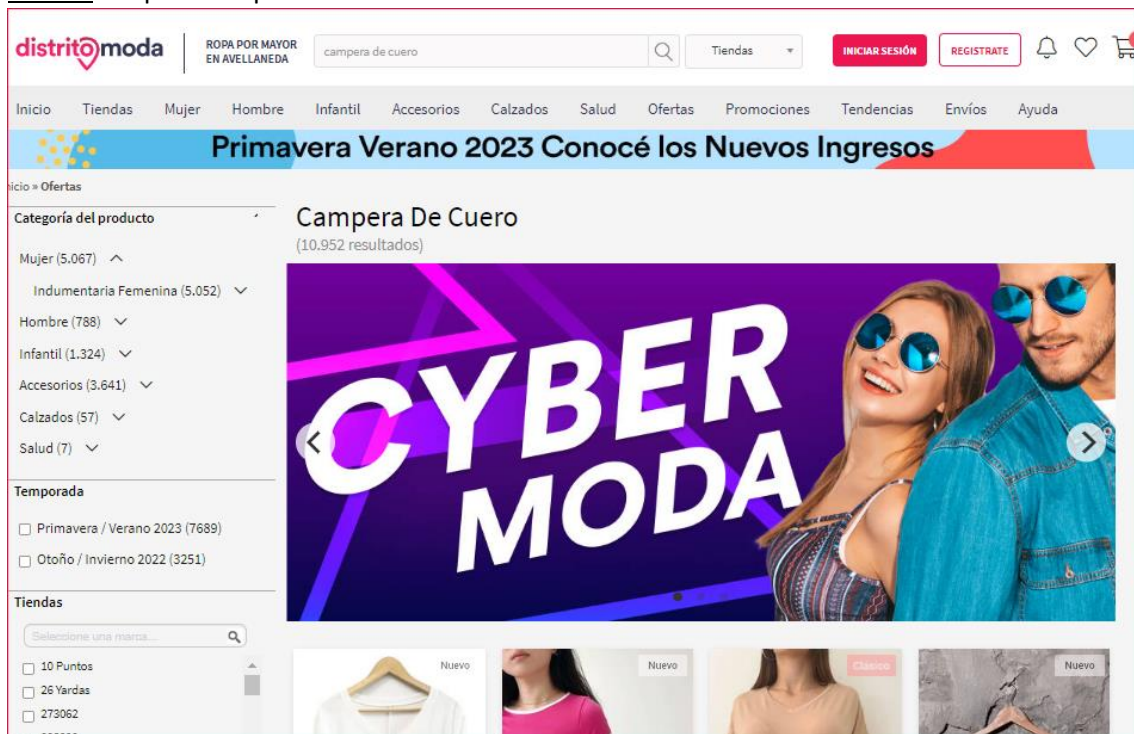 distritomoda
ROPA POR MAYOR
EN AVELLANEDA
campera de cuero
Tiendas
INICIAR SESIÓN
REGISTRATE
Inicio Tiendas Mujer Hombre Infantil Accesorios Calzados Salud Ofertas Promociones Tendencias Envíos Ayuda
Primavera Verano 2023 Conocé los Nuevos Ingresos
icio » Ofertas
Categoría del producto
Mujer (5.067)
Indumentaria Femenina (5.052)
Hombre (788)
Infantil (1.324)
Accesorios (3.641)
Calzados (57)
Salud (7)
Temporada
Primavera / Verano 2023 (7689)
Otoño / Invierno 2022 (3251)
Tiendas
Seleccione una marca...
10 Puntos
26 Yardas
273062
Campera De Cuero
(10.952 resultados)
CYBER
MODA
Nuevo
Nuevo
Clásico
Nuevo